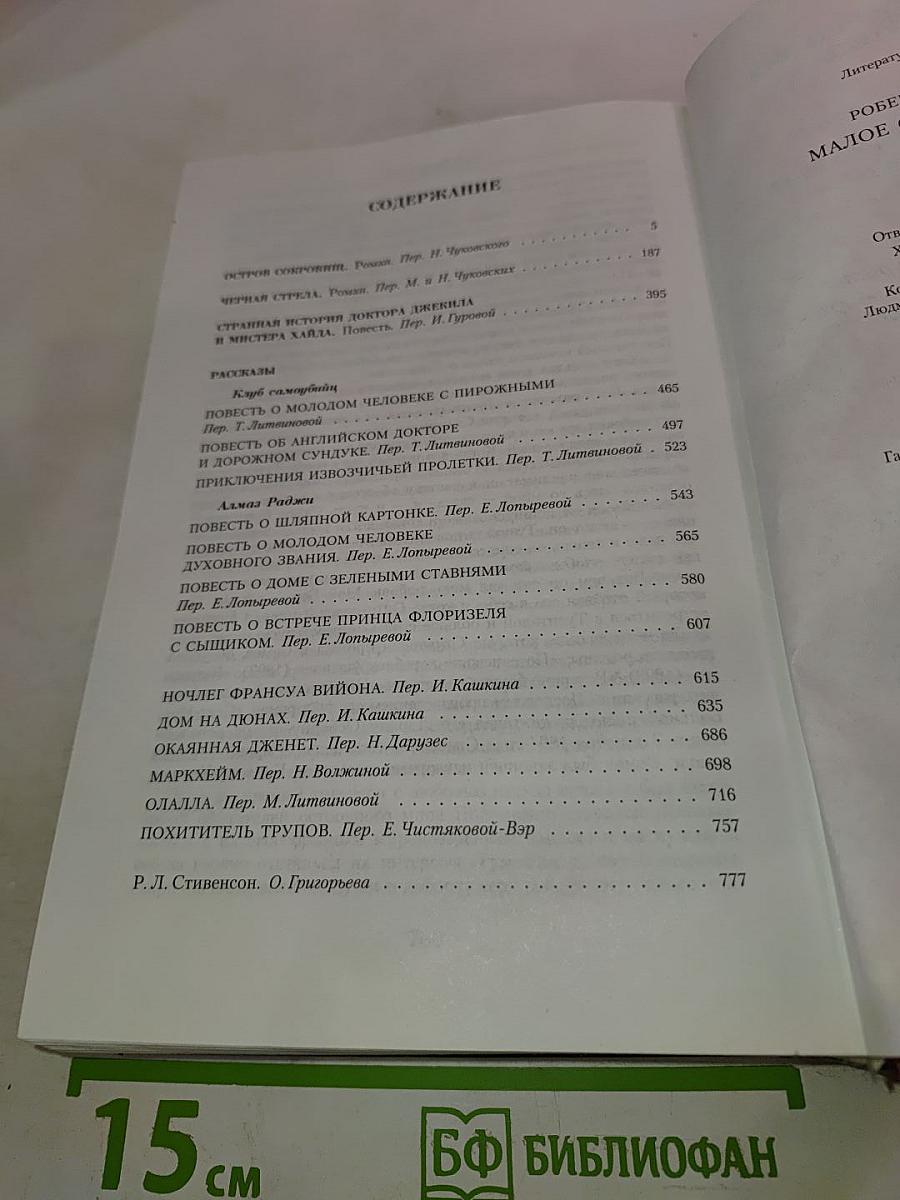 СОДЕРЖАНИЕ
ОСТРОВ СОКРОВИЩ. Роман. Пер. Н. Чуковского . . . . . . . . . . . 5
ЧЕРНАЯ СТРЕЛА. Роман. Пер. М. и Н. Чуковских . . . . . . . . . . . 187
СТРАННАЯ ИСТОРИЯ ДОКТОРА ДЖЕКИЛА
И МИСТЕРА ХАЙДА. Повесть. Пер. И. Гуровой . . . . . . . . . . . . . 395
РАССКАЗЫ
Клуб самоубийц
ПОВЕСТЬ О МОЛОДОМ ЧЕЛОВЕКЕ С ПИРОЖНЫМИ
Пер. Т. Литвиновой . . . . . . . . . . . . . . . . . . . . . . . . . . . . 465
ПОВЕСТЬ ОБ АНГЛИЙСКОМ ДОКТОРЕ
И ДОРОЖНОМ СУНДУКЕ. Пер. Т. Литвиновой . . . . . . . . . . . 497
ПРИКЛЮЧЕНИЯ ИЗВОЗЧИЧЬЕЙ ПРОЛЕТКИ. Пер. Т. Литвиновой . 523
Алмаз Раджи
ПОВЕСТЬ О ШЛЯПНОЙ КАРТОНКЕ. Пер. Е. Лопыревой . . . . . . . 543
ПОВЕСТЬ О МОЛОДОМ ЧЕЛОВЕКЕ
ДУХОВНОГО ЗВАНИЯ. Пер. Е. Лопыревой . . . . . . . . . . . . . 565
ПОВЕСТЬ О ДОМЕ С ЗЕЛЕНЫМИ СТАВНЯМИ
Пер. Е. Лопыревой . . . . . . . . . . . . . . . . . . . . . . . . . . . . . 580
ПОВЕСТЬ О ВСТРЕЧЕ ПРИНЦА ФЛОРИЗЕЛЯ
С СЫЩИКОМ. Пер. Е. Лопыревой . . . . . . . . . . . . . . . . . . . 607
НОЧЛЕГ ФРАНСУА ВИЙОНА. Пер. И. Кашкина . . . . . . . . . . . . 615
ДОМ НА ДЮНАХ. Пер. И. Кашкина . . . . . . . . . . . . . . . . . . . 635
ОКАЯННАЯ ДЖЕНЕТ. Пер. Н. Дарузес . . . . . . . . . . . . . . . . . 686
МАРКХЕЙМ. Пер. Н. Волжиной . . . . . . . . . . . . . . . . . . . . . . 698
ОЛАЛЛА. Пер. М. Литвиновой . . . . . . . . . . . . . . . . . . . . . . 716
ПОХИТИТЕЛЬ ТРУПОВ. Пер. Е. Чистяковой-Вэр . . . . . . . . . . . 757
Р. Л. Стивенсон. О. Григорьева . . . . . . . . . . . . . . . . . . . . . . . . 777
МАЛОЕ
15 см
БФ БИБЛИОФАН